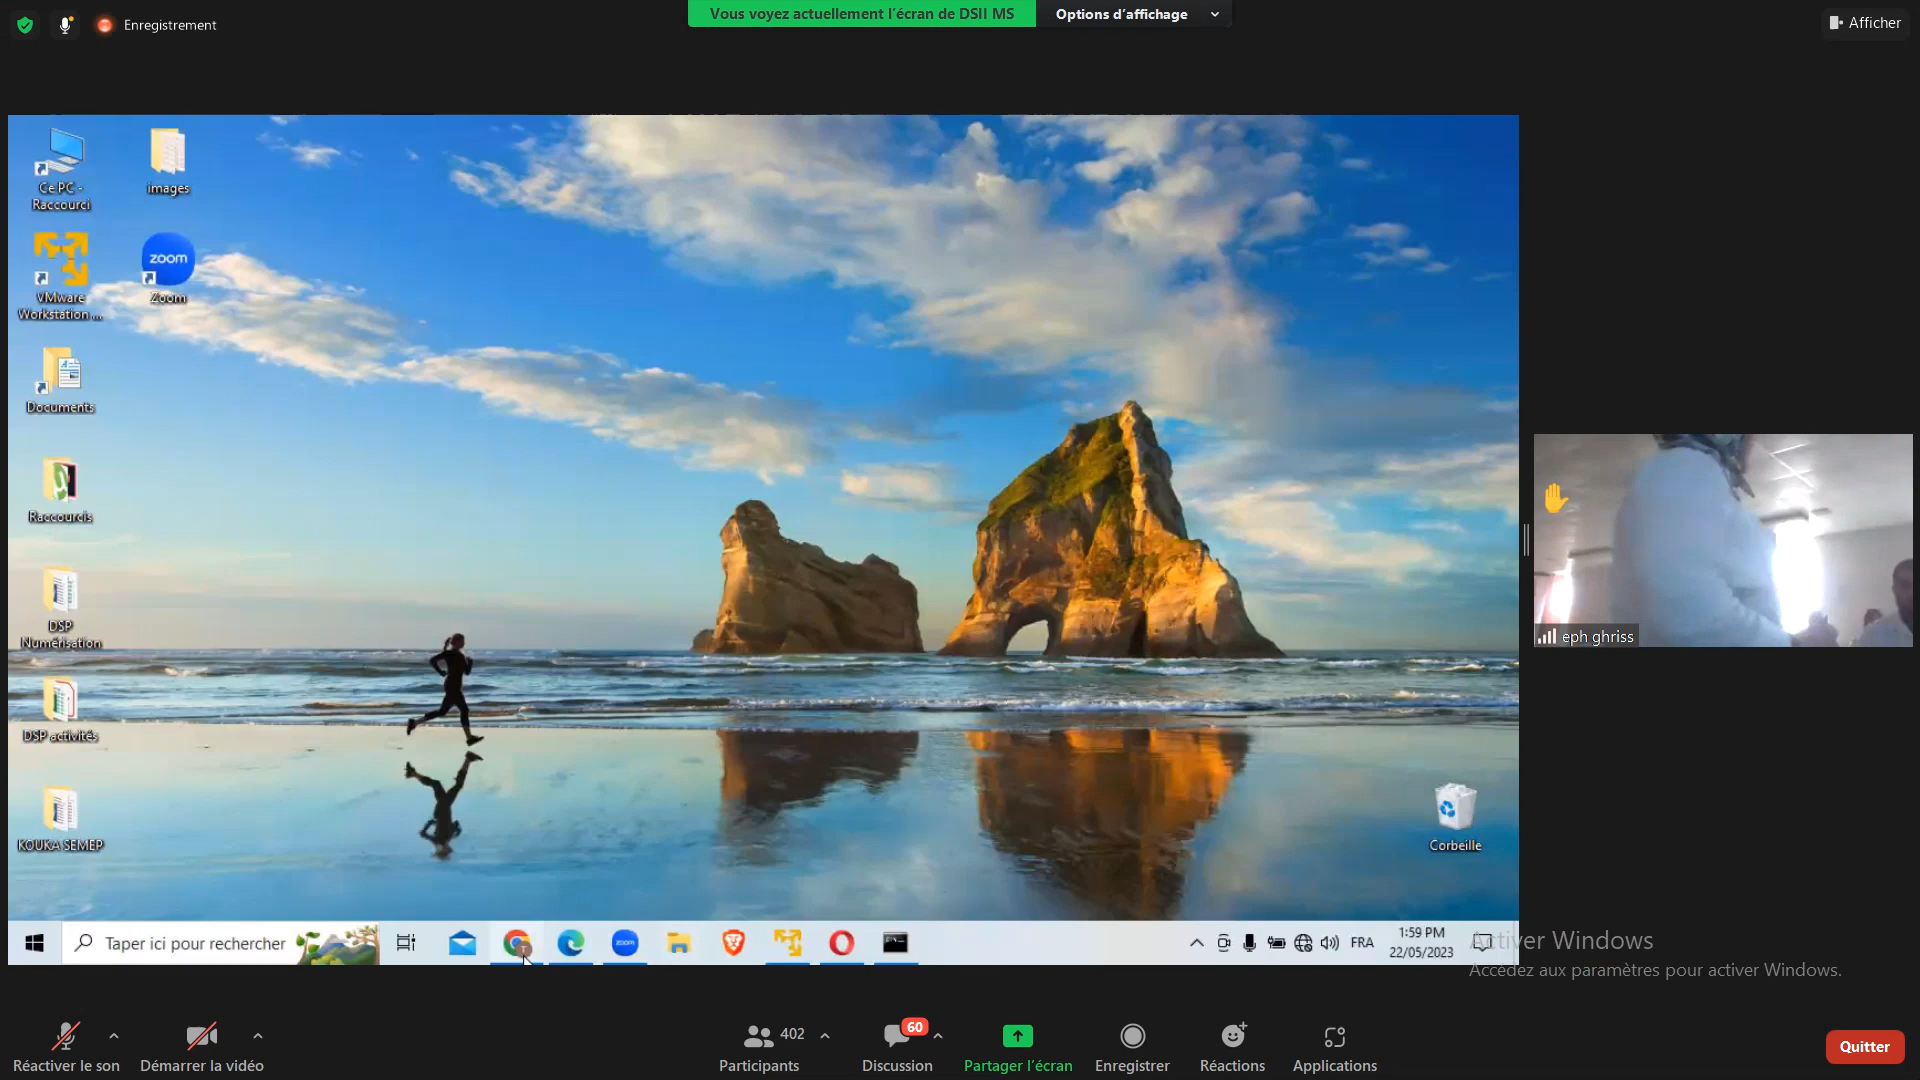 Enregistrement
Vous voyez actuellement l'écran de DSII MS
Options d'affichage
Afficher
Ce PC -
Raccourci
images
VMware
Workstation ...
zoom
Zoom
Documents
Raccourcis
DSP
Numérisation
DSP activités
KOUKA SEMEP
Corbeille
eph ghriss
Taper ici pour rechercher
zoom
T
FRA
1:59 PM
22/05/2023
Activer Windows
Accédez aux paramètres pour activer Windows.
Réactiver le son
Démarrer la vidéo
402
Participants
60
Discussion
Partager l'écran
Enregistrer
Réactions
Applications
Quitter